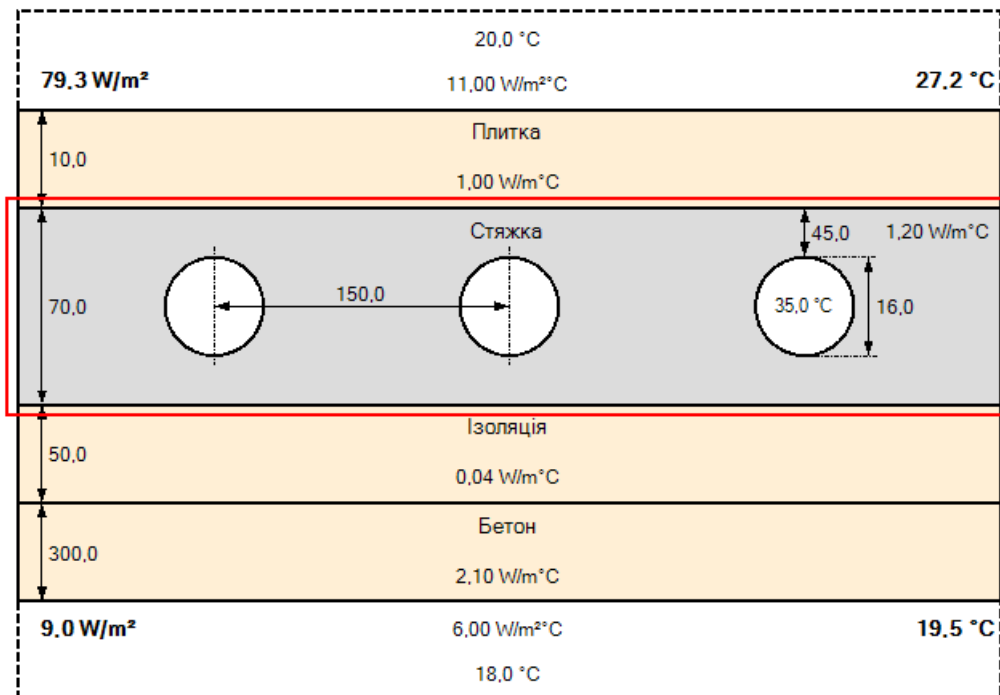 20,0 °C
79.3 W/m² 11,00 W/m²°C 27.2 °C
Плитка
10,0
1,00 W/m°C
Стяжка
45,0 1,20 W/m°C
150,0
70,0 35,0 °C 16,0
Ізоляція
50,0
0,04 W/m°C
Бетон
300,0
2,10 W/m°C
9.0 W/m² 6,00 W/m²°C 19.5 °C
18,0 °C